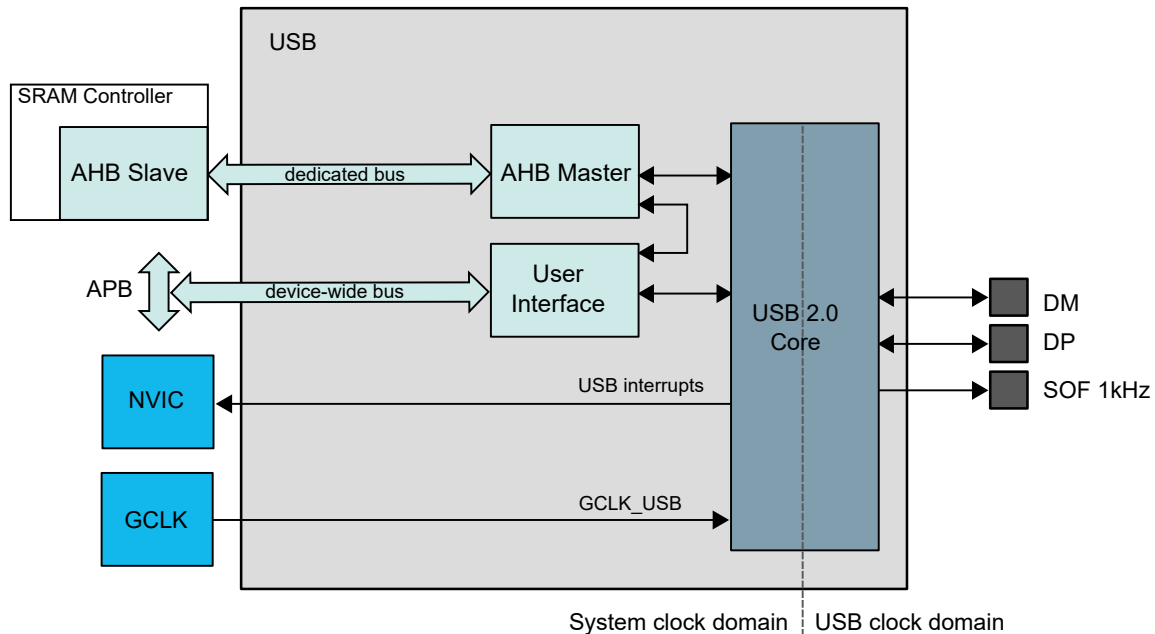 USB
SRAM Controller
AHB Slave
dedicated bus
AHB Master
APB
device-wide bus
User
Interface
USB 2.0
Core
DM
DP
SOF 1kHz
NVIC
USB interrupts
GCLK
GCLK_USB
System clock domain
USB clock domain